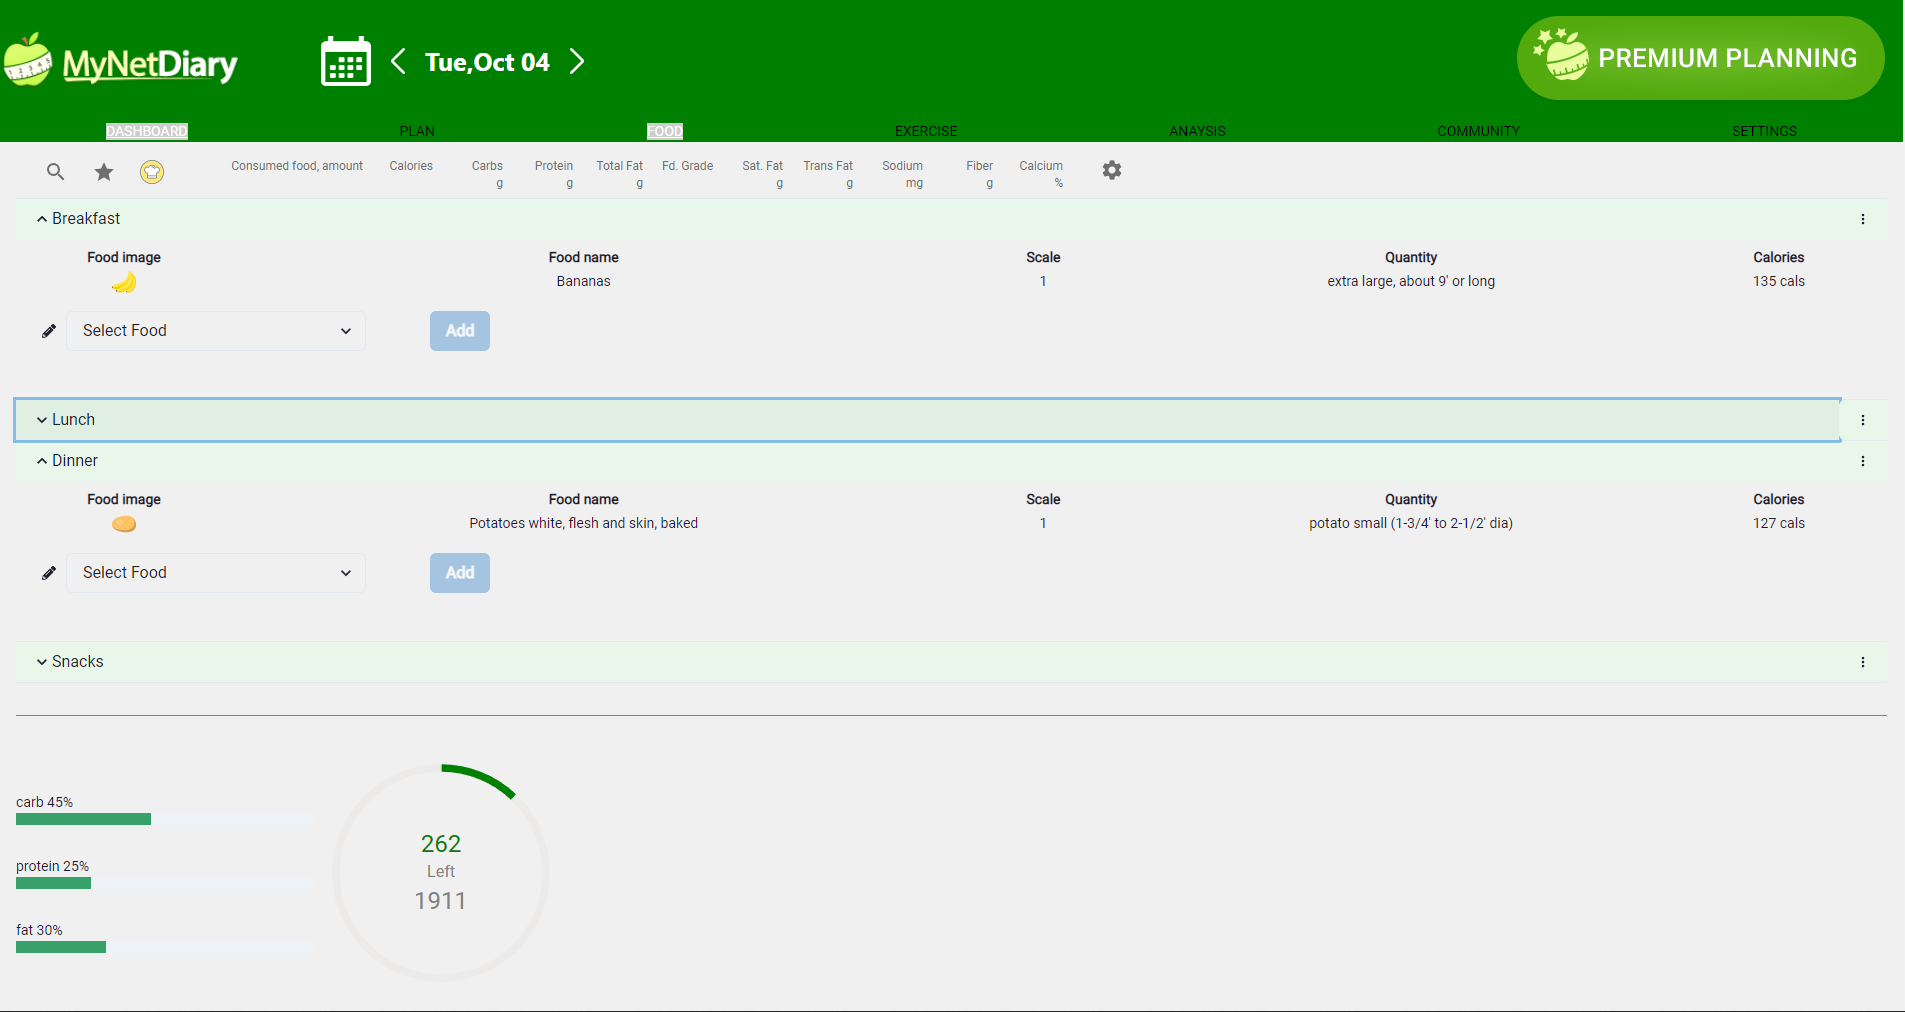 MyNetDiary
Tue,Oct 04
PREMIUM PLANNING
DASHBOARD PLAN FOOD EXERCISE ANAYSIS COMMUNITY SETTINGS
Consumed food, amount Calories Carbs Protein Total Fat Fd. Grade Sat. Fat Trans Fat Sodium Fiber Calcium
g g g g g mg g %
Breakfast
Food image Food name Scale Quantity Calories
Bananas 1 extra large, about 9' or long 135 cals
Select Food Add
Lunch
Dinner
Food image Food name Scale Quantity Calories
Potatoes white, flesh and skin, baked 1 potato small (1-3/4' to 2-1/2' dia) 127 cals
Select Food Add
Snacks
carb 45%
protein 25%
fat 30%
262
Left
1911